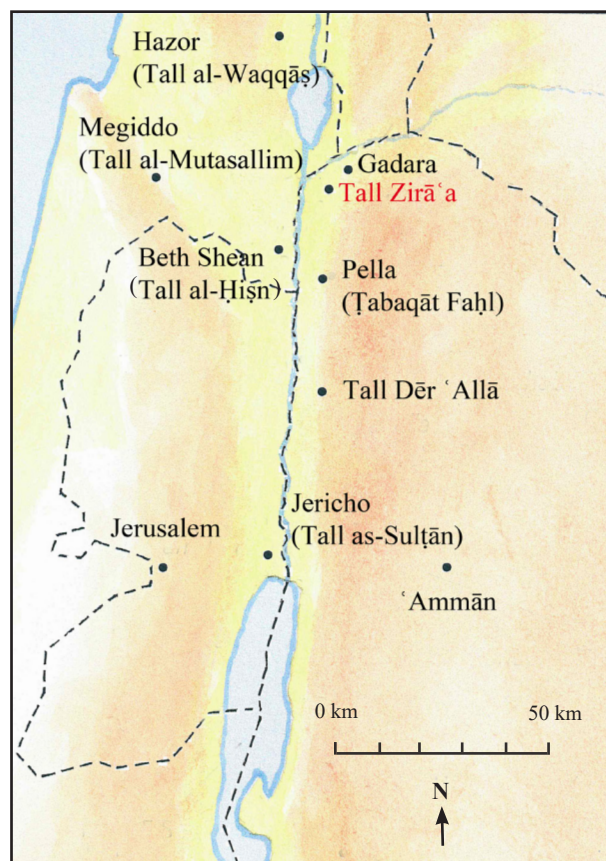 Hazor
(Tall al-Waqqāṣ)
Megiddo
(Tall al-Mutasallim)
Gadara
Tall Zirāʿa
Beth Shean
(Tall al-Ḥiṣn)
Pella
(Ṭabaqāt Faḥl)
Tall Dēr ʿAllā
Jericho
(Tall as-Sulṭān)
Jerusalem
ʿAmmān
0 km 50 km
N